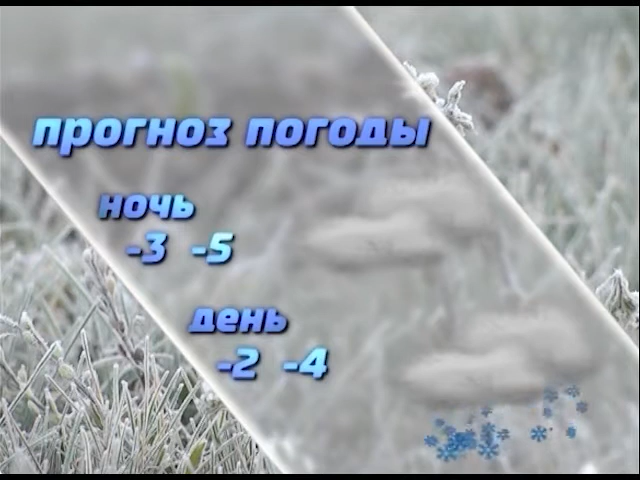 прогноз погоды
ночь
-3 -5
день
-2 -4